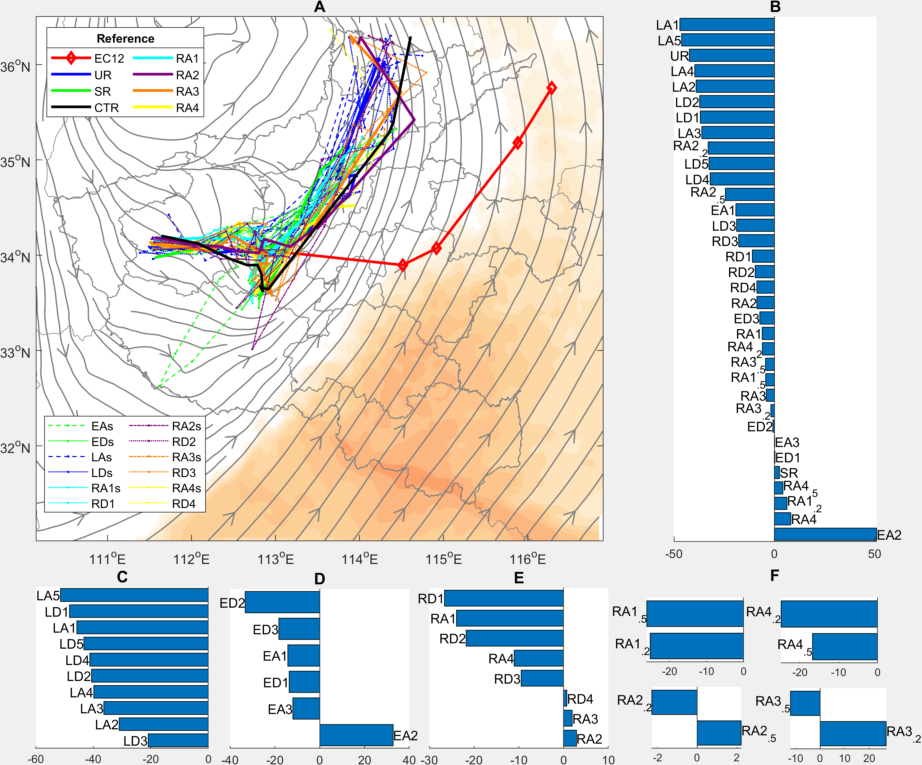 A
Reference
EC12
RA1
UR
RA2
SR
RA3
CTR
RA4
36°N
35°N
34°N
33°N
32°N
EAs
RA2s
EDs
RD2
LAs
RA3s
LDs
RD3
RA1s
RA4s
RD1
RD4
111°E
112°E
113°E
114°E
115°E
116°E
B
LA1
LA5
UR
LA4
LA2
LD2
LD1
LA3
RA2.2
LD5
LD4
RA2.5
EA1
LD3
RD3
RD1
RD2
RD4
RA2
ED3
RA1
RA4.2
RA3.5
RA1.5
RA3
RA3.2
ED2
EA3
ED1
SR
RA4.5
RA1.2
RA4
EA2
-50 0 50
C
LA5
LD1
LA1
LD5
LD4
LD2
LA4
LA3
LA2
LD3
-60 -40 -20 0
D
ED2
ED3
EA1
ED1
EA3
EA2
-40 -20 0 20 40
E
RD1
RA1
RD2
RA4
RD3
RD4
RA3
RA2
-30 -20 -10 0 10
F
RA1.5
RA1.2
-20 -10 0
RA4.2
RA4.5
-20 -10 0
RA2.2
RA2.5
-2 0 2
RA3.5
RA3.2
-10 0 10 20